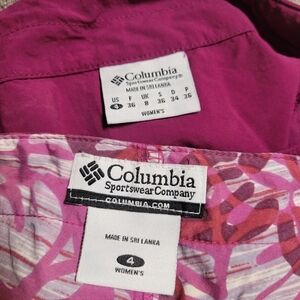 Columbia
Sportswear Company®
MADE IN SRI LANKA
US F UK S D P
4 36 8 36 34 36
WOMEN'S
Columbia
Sportswear Company
COLUMBIA.COM
MADE IN SRI LANKA
4
WOMEN'S